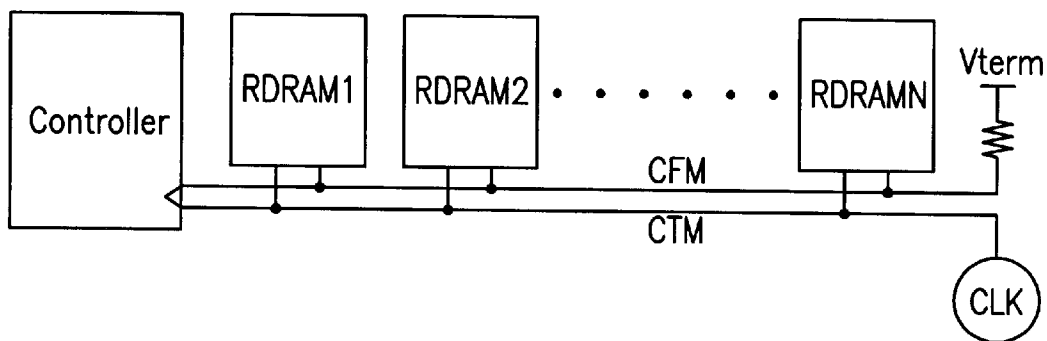 Controller
RDRAM1
RDRAM2
RDRAMN
Vterm
CFM
CTM
CLK